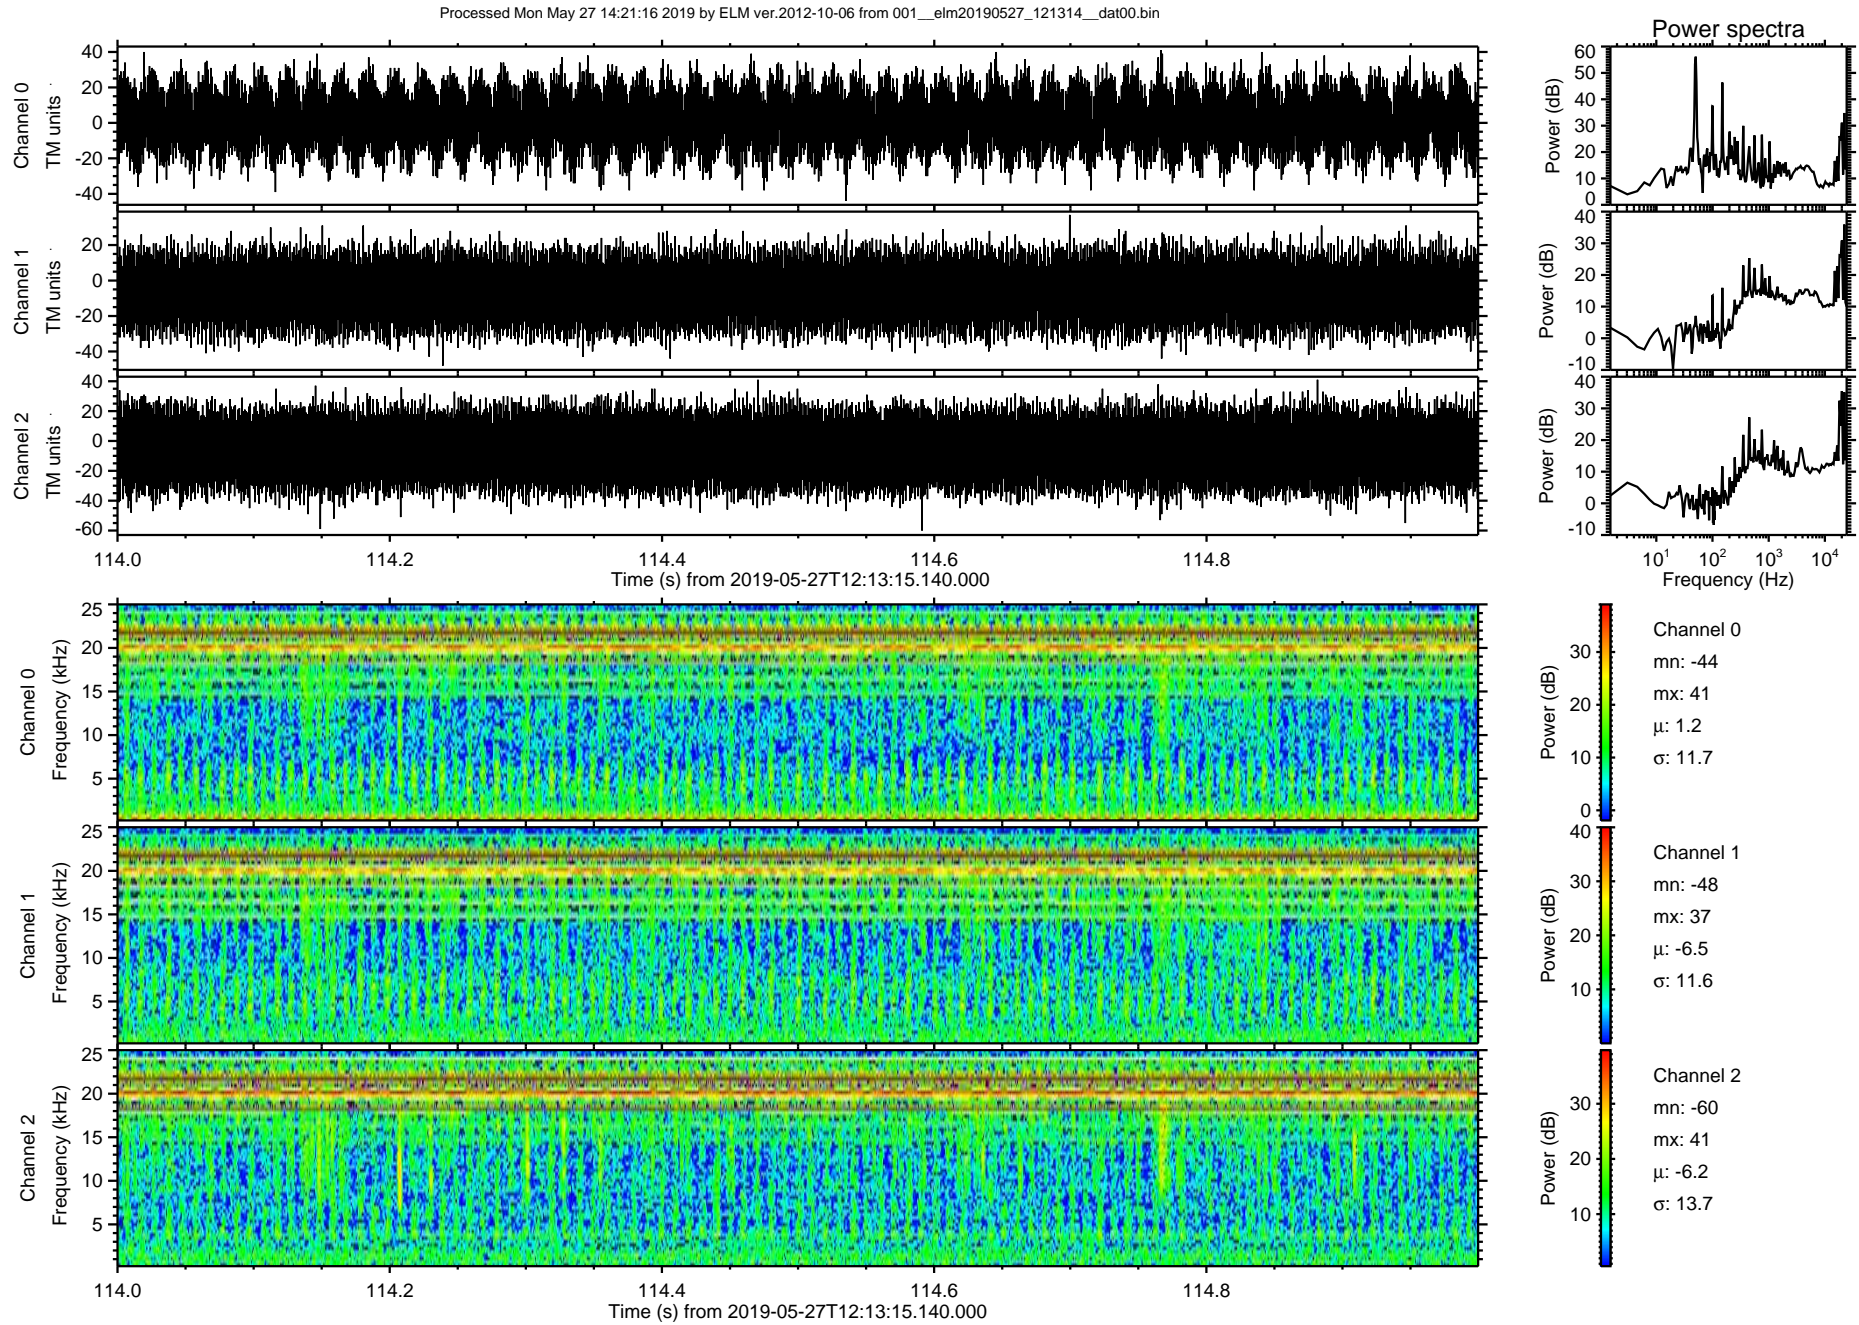 Processed Mon May 27 14:21:16 2019 by ELM ver.2012-10-06 from 001__elm20190527_121314__dat00.bin
Power spectra
Channel 0
TM units
40
20
0
-20
-40
Power (dB)
60
50
40
30
20
10
0
Channel 1
TM units
20
0
-20
-40
Power (dB)
40
30
20
10
0
-10
Channel 2
TM units
40
20
0
-20
-40
-60
Power (dB)
40
30
20
10
0
-10
114.0 114.2 114.4 114.6 114.8
Time (s) from 2019-05-27T12:13:15.140.000
10^1 10^2 10^3 10^4
Frequency (Hz)
Channel 0
Frequency (kHz)
25
20
15
10
5
Power (dB)
30
20
10
0
Channel 0
mn: -44
mx: 41
μ: 1.2
σ: 11.7
Channel 1
Frequency (kHz)
25
20
15
10
5
Power (dB)
40
30
20
10
Channel 1
mn: -48
mx: 37
μ: -6.5
σ: 11.6
Channel 2
Frequency (kHz)
25
20
15
10
5
Power (dB)
30
20
10
Channel 2
mn: -60
mx: 41
μ: -6.2
σ: 13.7
114.0 114.2 114.4 114.6 114.8
Time (s) from 2019-05-27T12:13:15.140.000